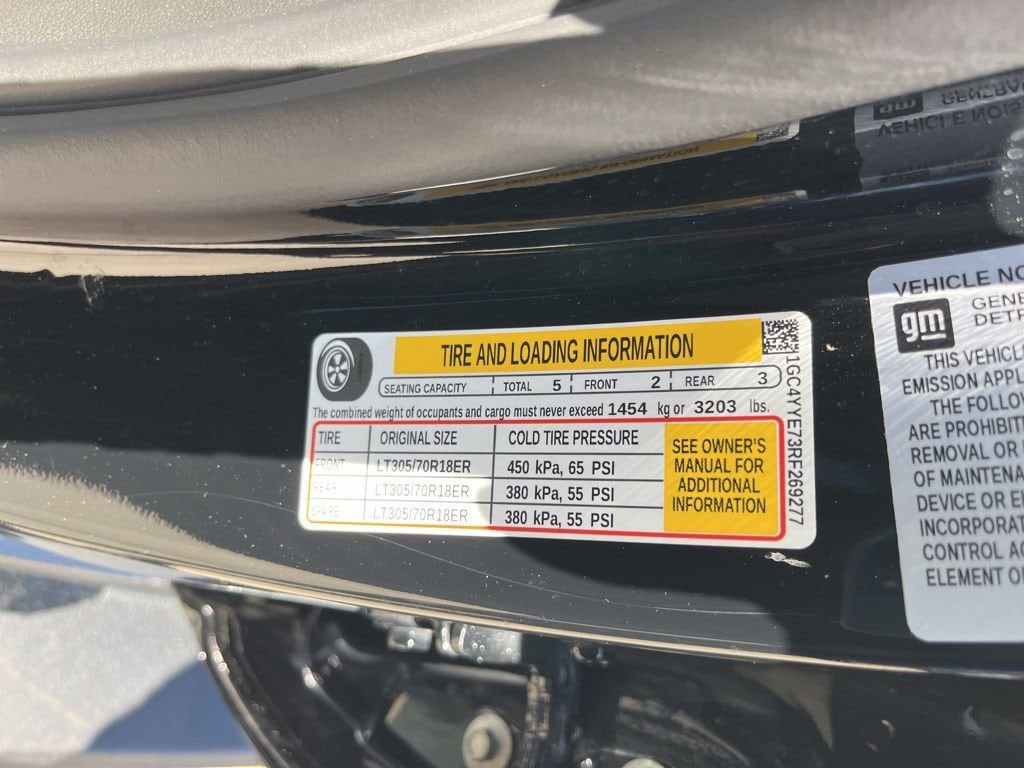 TIRE AND LOADING INFORMATION
SEATING CAPACITY TOTAL 5 FRONT 2 REAR 3
The combined weight of occupants and cargo must never exceed 1454 kg or 3203 lbs.
TIRE ORIGINAL SIZE COLD TIRE PRESSURE
FRONT LT305/70R18ER 450 kPa, 65 PSI
REAR LT305/70R18ER 380 kPa, 55 PSI
SPARE LT305/70R18ER 380 kPa, 55 PSI
SEE OWNER'S
MANUAL FOR
ADDITIONAL
INFORMATION
1GC4YYE73RF269277
VEHICLE NO
gm
GENE
DETR
THIS VEHICL
EMISSION APPL
THE FOLLOW
ARE PROHIBIT
REMOVAL OR
OF MAINTENA
DEVICE OR EL
INCORPORAT
CONTROL AC
ELEMENT O